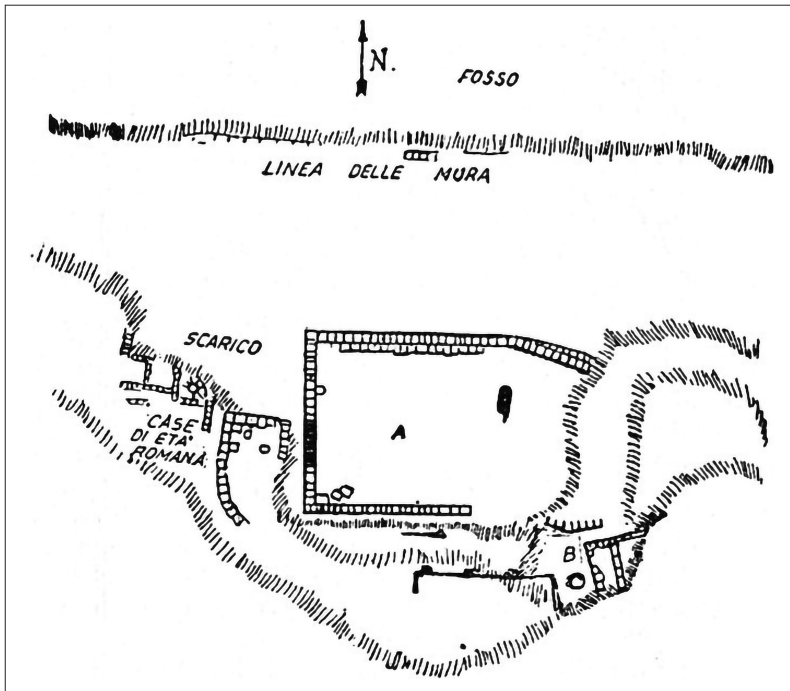 N.
FOSSO
LINEA DELLE MURA
SCARICO
CASE
DI ETA'
ROMANA
A
B